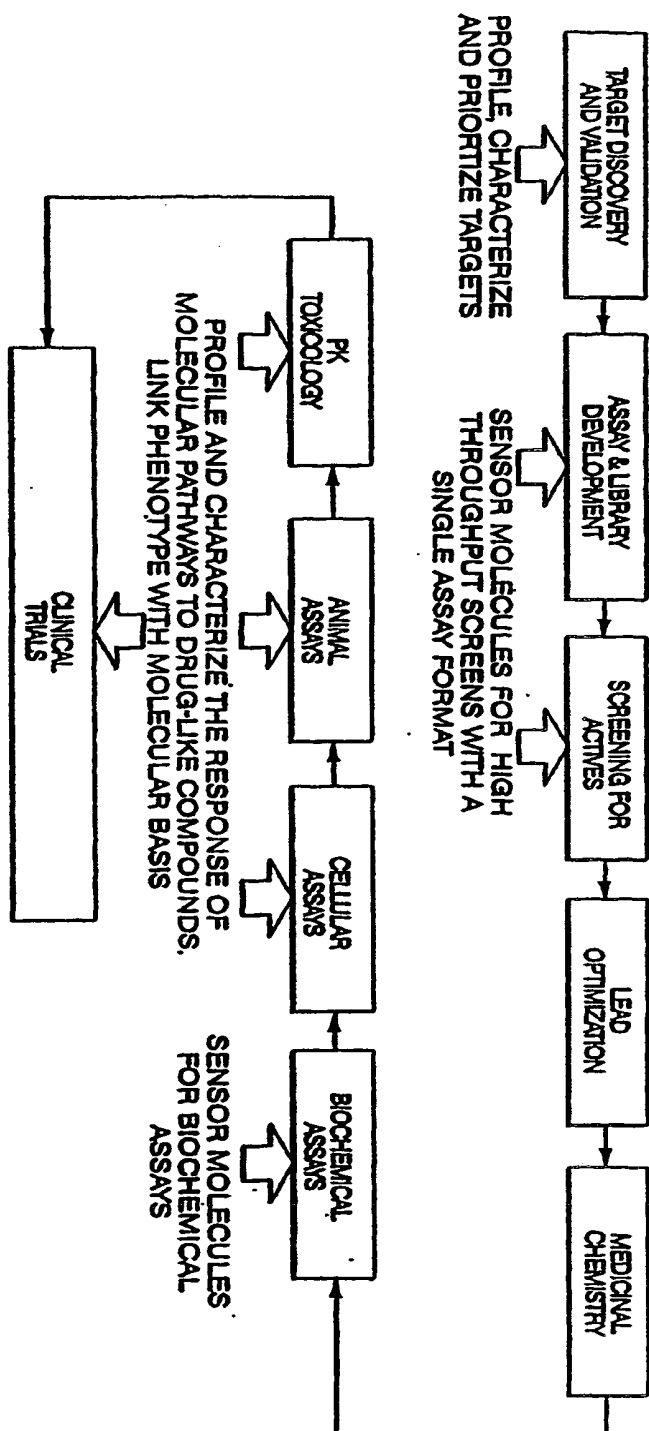 TARGET DISCOVERY
AND VALIDATION
ASSAY & LIBRARY
DEVELOPMENT
SCREENING FOR
ACTIVES
LEAD
OPTIMIZATION
MEDICINAL
CHEMISTRY
PROFILE, CHARACTERIZE
AND PRIORTIZE TARGETS
SENSOR MOLECULES FOR HIGH
THROUGHPUT SCREENS WITH A
SINGLE ASSAY FORMAT
PK
TOXICOLOGY
ANIMAL
ASSAYS
CELLULAR
ASSAYS
BIOCHEMICAL
ASSAYS
PROFILE AND CHARACTERIZE THE RESPONSE OF
MOLECULAR PATHWAYS TO DRUG-LIKE COMPOUNDS.
LINK PHENOTYPE WITH MOLECULAR BASIS
SENSOR MOLECULES
FOR BIOCHEMICAL
ASSAYS
CLINICAL
TRIALS